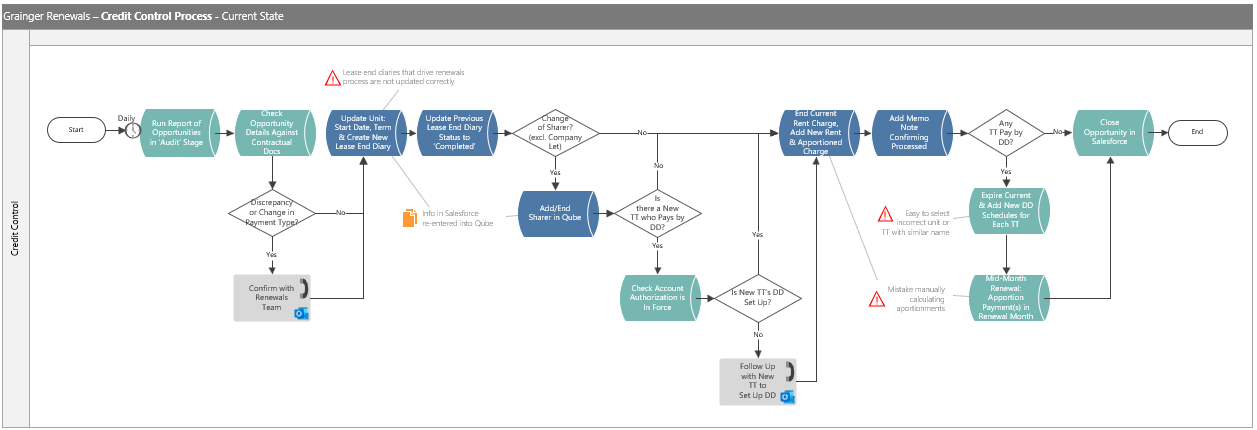 Grainger Renewals – Credit Control Process - Current State
Credit Control
Start
Daily
Run Report of
Opportunities
in 'Audit' Stage
Check
Opportunity
Details Against
Contractual
Docs
Discrepancy
or Change in
Payment Type?
No
Yes
Confirm with
Renewals
Team
Lease end diaries that drive renewals
process are not updated correctly
Update Unit:
Start Date, Term
& Create New
Lease End Diary
Update Previous
Lease End Diary
Status to
'Completed'
Info in Salesforce
re-entered into Qube
Change
of Sharer?
(excl. Company
Let)
No
Yes
Add/End
Sharer in Qube
Is
there a New
TT who Pays by
DD?
No
Yes
Check Account
Authorization is
In Force
Is New TT's DD
Set Up?
Yes
No
Follow Up
with New
TT to
Set Up DD
End Current
Rent Charge,
Add New Rent
& Apportioned
Charge
Add Memo
Note
Confirming
Processed
Any
TT Pay by
DD?
No
Yes
Expire Current
& Add New DD
Schedules for
Each TT
Easy to select
incorrect unit or
TT with similar name
Mid-Month
Renewal:
Apportion
Payment(s) in
Renewal Month
Mistake manually
calculating
apportionments
Close
Opportunity in
Salesforce
End